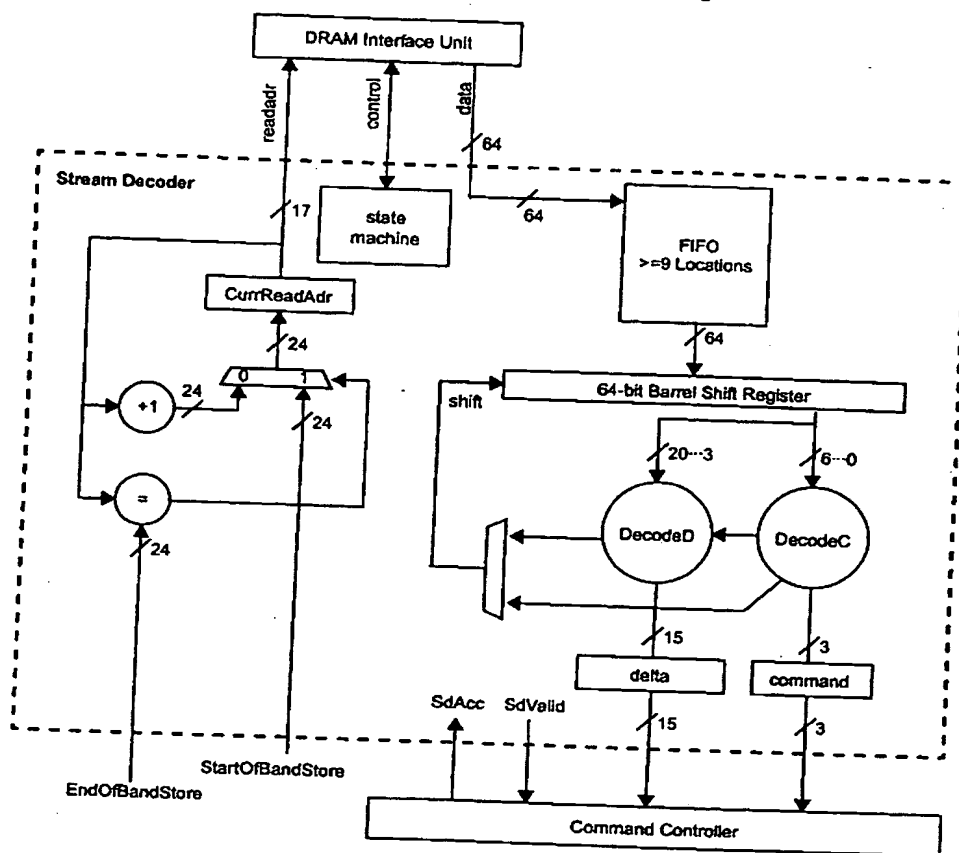 DRAM Interface Unit
readadr
control
data
64
Stream Decoder
17
state
machine
64
FIFO
>=9 Locations
CurrReadAdr
24
64
0 1
64-bit Barrel Shift Register
shift
+1
24
24
20···3
6···0
=
DecodeD
DecodeC
24
15
3
delta
command
SdAcc
SdValid
15
3
StartOfBandStore
EndOfBandStore
Command Controller